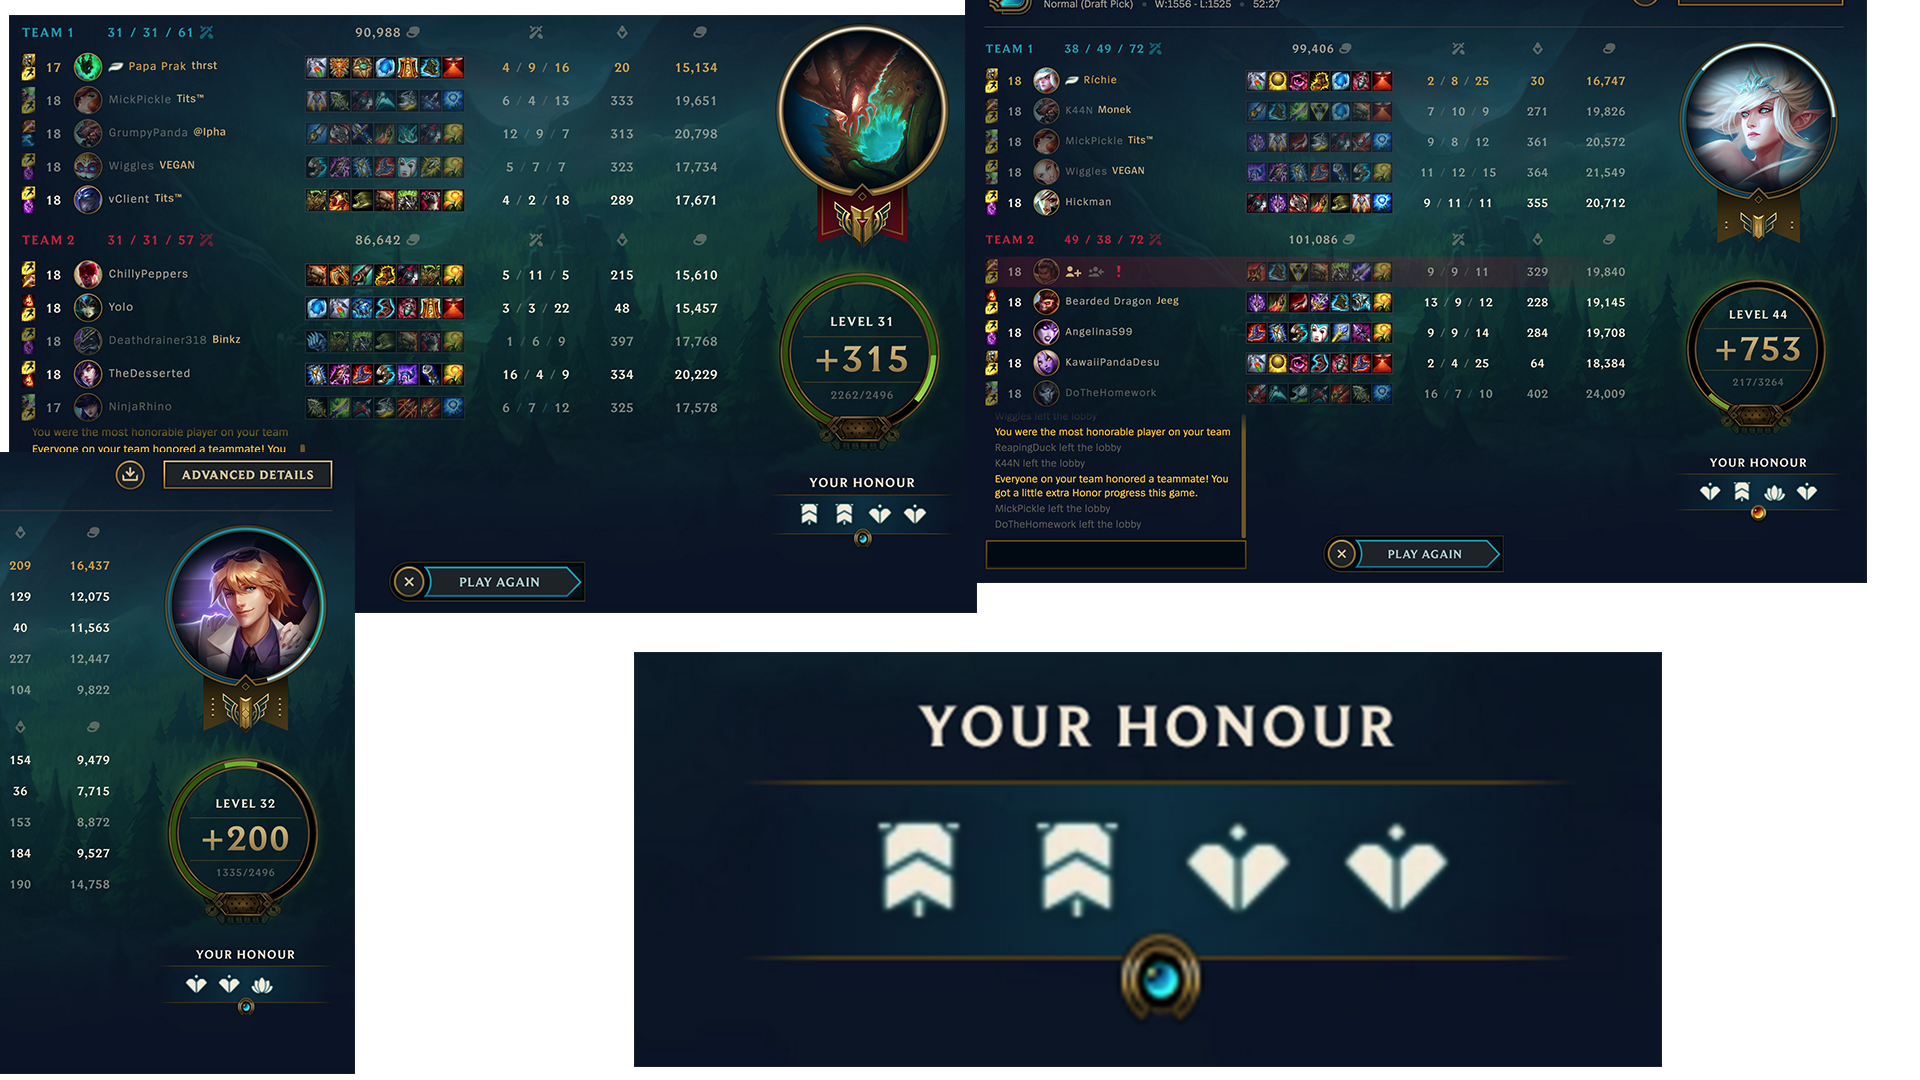 TEAM 1 31 / 31 / 61 90,988
17 Papa Prak thrst 4 / 9 / 16 20 15,134
18 MickPickle Tits™ 6 / 4 / 13 333 19,651
18 GrumpyPanda @lpha 12 / 9 / 7 313 20,798
18 Wiggles VEGAN 5 / 7 / 7 323 17,734
18 vClient Tits™ 4 / 2 / 18 289 17,671
TEAM 2 31 / 31 / 57 86,642
18 ChillyPeppers 5 / 11 / 5 215 15,610
18 Yolo 3 / 3 / 22 48 15,457
18 Deathdrainer318 Binkz 1 / 6 / 9 397 17,768
18 TheDesserted 16 / 4 / 9 334 20,229
17 NinjaRhino 6 / 7 / 12 325 17,578
You were the most honorable player on your team
Everyone on your team honored a teammate! You
LEVEL 31
+315
2262/2496
YOUR HONOUR
PLAY AGAIN
Normal (Draft Pick) • W:1556 - L:1525 • 52:27
TEAM 1 38 / 49 / 72 99,406
18 Ríchie 2 / 8 / 25 30 16,747
18 K44N Monek 7 / 10 / 9 271 19,826
18 MickPickle Tits™ 9 / 8 / 12 361 20,572
18 Wiggles VEGAN 11 / 12 / 15 364 21,549
18 Hickman 9 / 11 / 11 355 20,712
TEAM 2 49 / 38 / 72 101,086
18 9 / 9 / 11 329 19,840
18 Bearded Dragon Jeeg 13 / 9 / 12 228 19,145
18 Angelina599 9 / 9 / 14 284 19,708
18 KawaiiPandaDesu 2 / 4 / 25 64 18,384
18 DoTheHomework 16 / 7 / 10 402 24,009
Wiggles left the lobby
You were the most honorable player on your team
ReapingDuck left the lobby
K44N left the lobby
Everyone on your team honored a teammate! You
got a little extra Honor progress this game.
MickPickle left the lobby
DoTheHomework left the lobby
LEVEL 44
+753
217/3264
YOUR HONOUR
PLAY AGAIN
ADVANCED DETAILS
209 16,437
129 12,075
40 11,563
227 12,447
104 9,822
154 9,479
36 7,715
153 8,872
184 9,527
190 14,758
LEVEL 32
+200
1335/2496
YOUR HONOUR
YOUR HONOUR